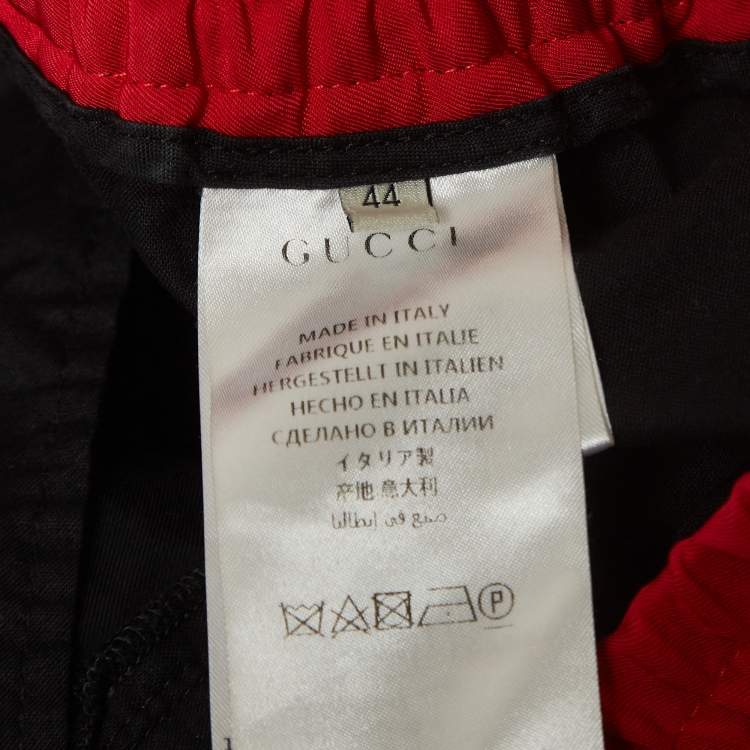 44
GUCCI
MADE IN ITALY
FABRIQUE EN ITALIE
HERGESTELLT IN ITALIEN
HECHO EN ITALIA
СДЕЛАНО В ИТАЛИИ
イタリア製
产地:意大利
صنع في إيطاليا
P